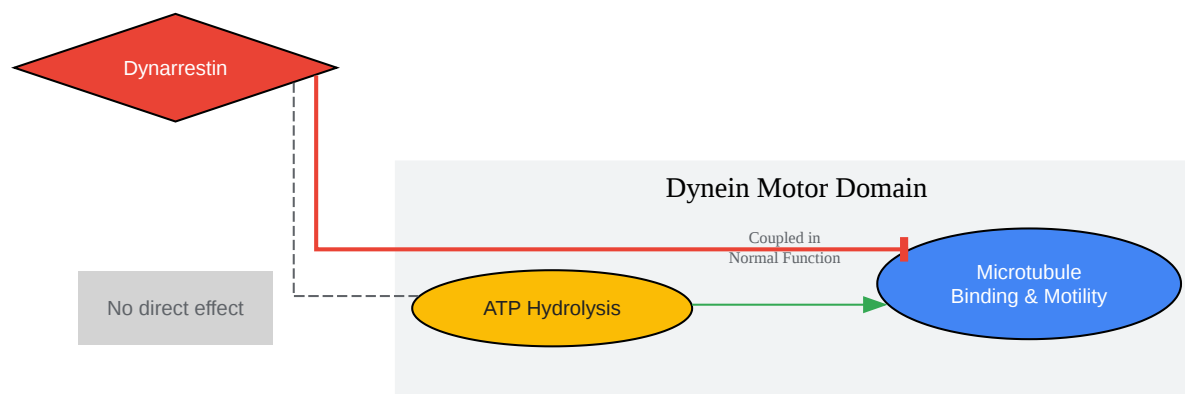 Dynarrestin
Dynein Motor Domain
Coupled in
Normal Function
Microtubule
Binding & Motility
No direct effect
ATP Hydrolysis